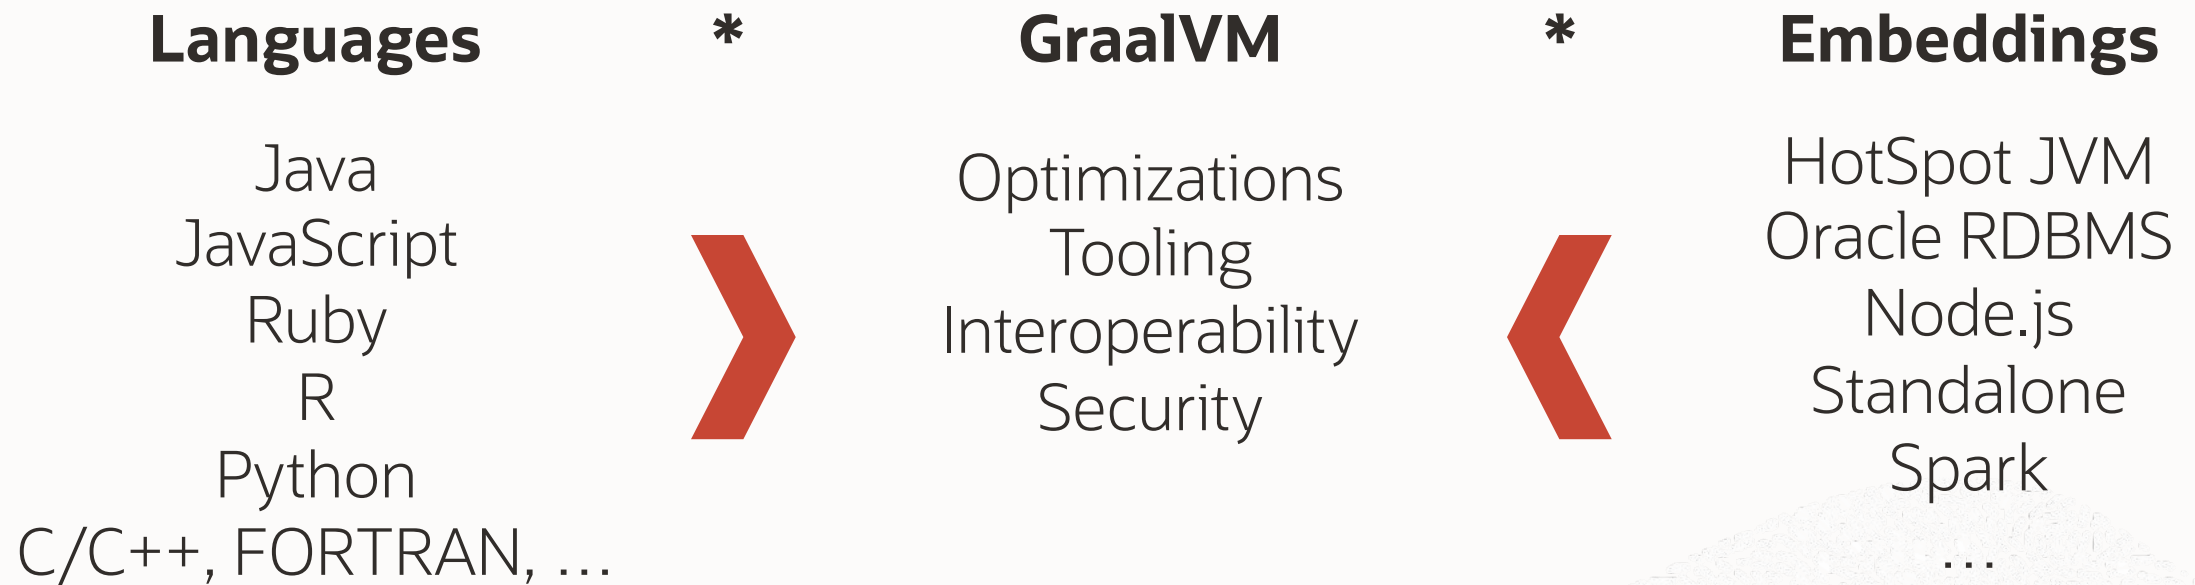 Languages * GraalVM * Embeddings
Java
JavaScript
Ruby
R
Python
C/C++, FORTRAN, ...
Optimizations
Tooling
Interoperability
Security
HotSpot JVM
Oracle RDBMS
Node.js
Standalone
Spark
...